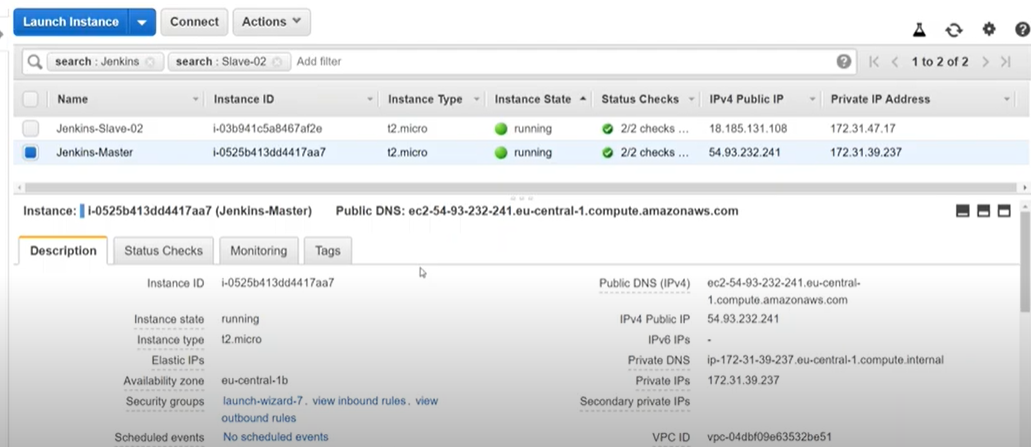 Launch Instance Connect Actions
search : Jenkins search : Slave-02 Add filter 1 to 2 of 2
Name Instance ID Instance Type Instance State Status Checks IPv4 Public IP Private IP Address
Jenkins-Slave-02 i-03b941c5a8467af2e t2.micro running 2/2 checks ... 18.185.131.108 172.31.47.17
Jenkins-Master i-0525b413dd4417aa7 t2.micro running 2/2 checks ... 54.93.232.241 172.31.39.237
Instance: i-0525b413dd4417aa7 (Jenkins-Master) Public DNS: ec2-54-93-232-241.eu-central-1.compute.amazonaws.com
Description Status Checks Monitoring Tags
Instance ID i-0525b413dd4417aa7 Public DNS (IPv4) ec2-54-93-232-241.eu-central-
1.compute.amazonaws.com
Instance state running IPv4 Public IP 54.93.232.241
Instance type t2.micro IPv6 IPs -
Elastic IPs Private DNS ip-172-31-39-237.eu-central-1.compute.internal
Availability zone eu-central-1b Private IPs 172.31.39.237
Security groups launch-wizard-7. view inbound rules. view Secondary private IPs
outbound rules
Scheduled events No scheduled events VPC ID vpc-04dbf09e63532be51